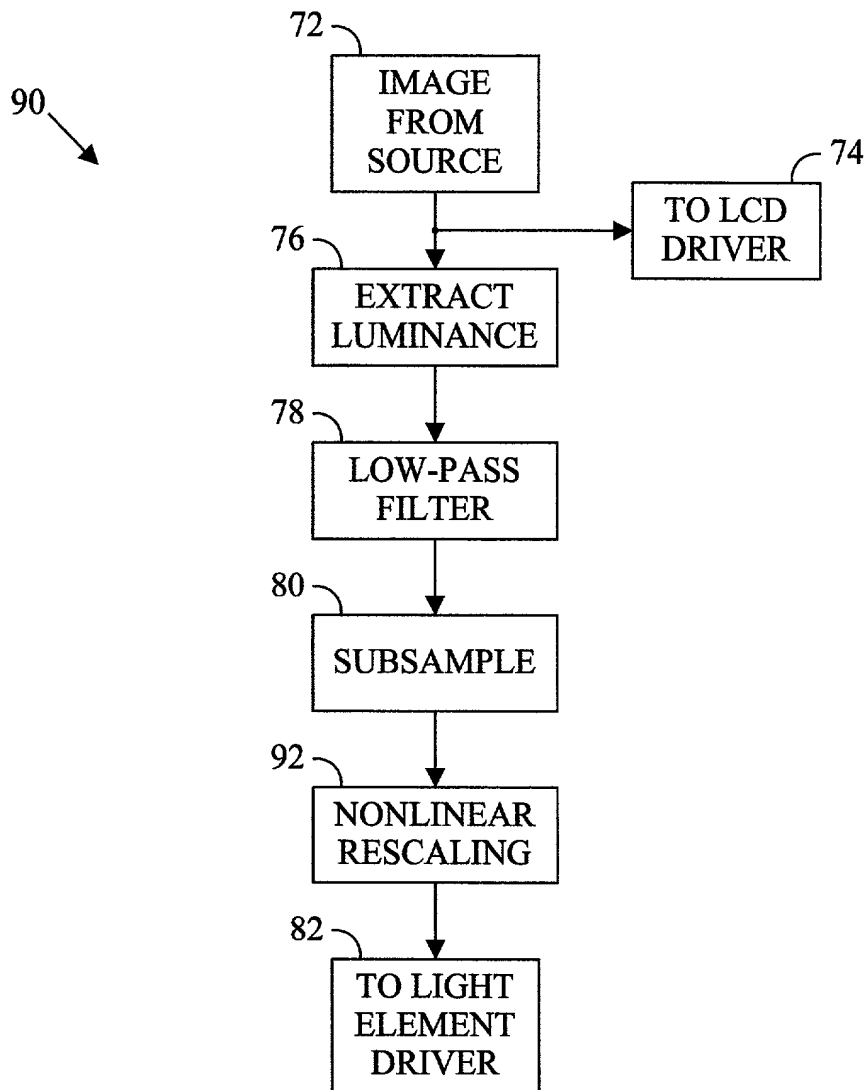 72
IMAGE
FROM
SOURCE
90
74
TO LCD
DRIVER
76
EXTRACT
LUMINANCE
78
LOW-PASS
FILTER
80
SUBSAMPLE
92
NONLINEAR
RESCALING
82
TO LIGHT
ELEMENT
DRIVER